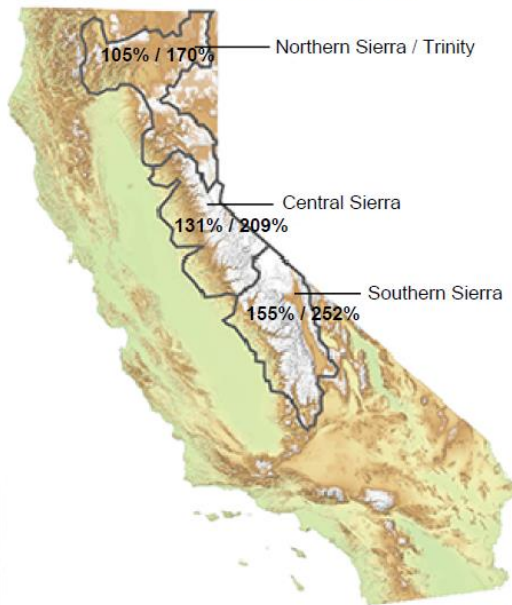 Northern Sierra / Trinity
105% / 170%
Central Sierra
131% / 209%
Southern Sierra
155% / 252%